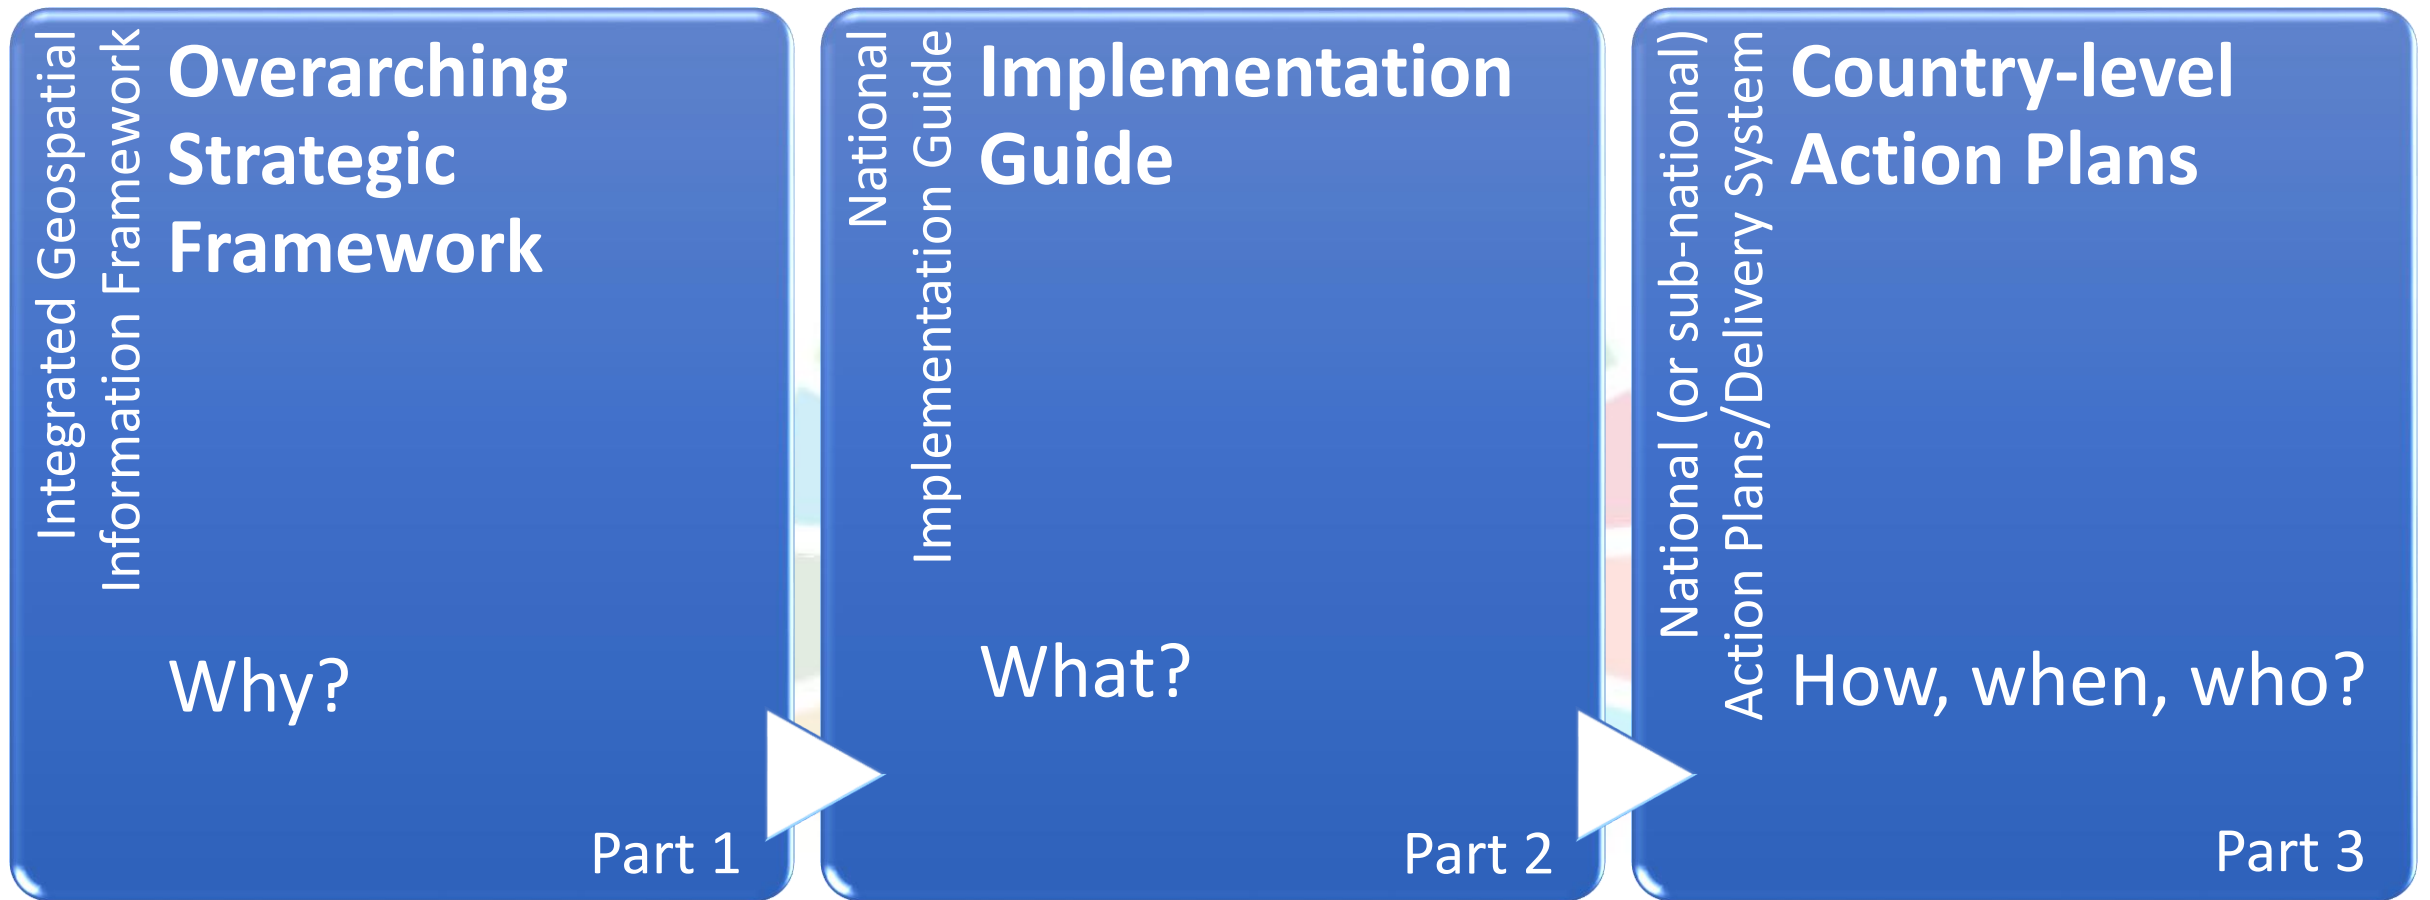 Integrated Geospatial
Information Framework
Overarching
Strategic
Framework
Why?
Part 1
National
Implementation Guide
Implementation
Guide
What?
Part 2
National (or sub-national)
Action Plans/Delivery System
Country-level
Action Plans
How, when, who?
Part 3